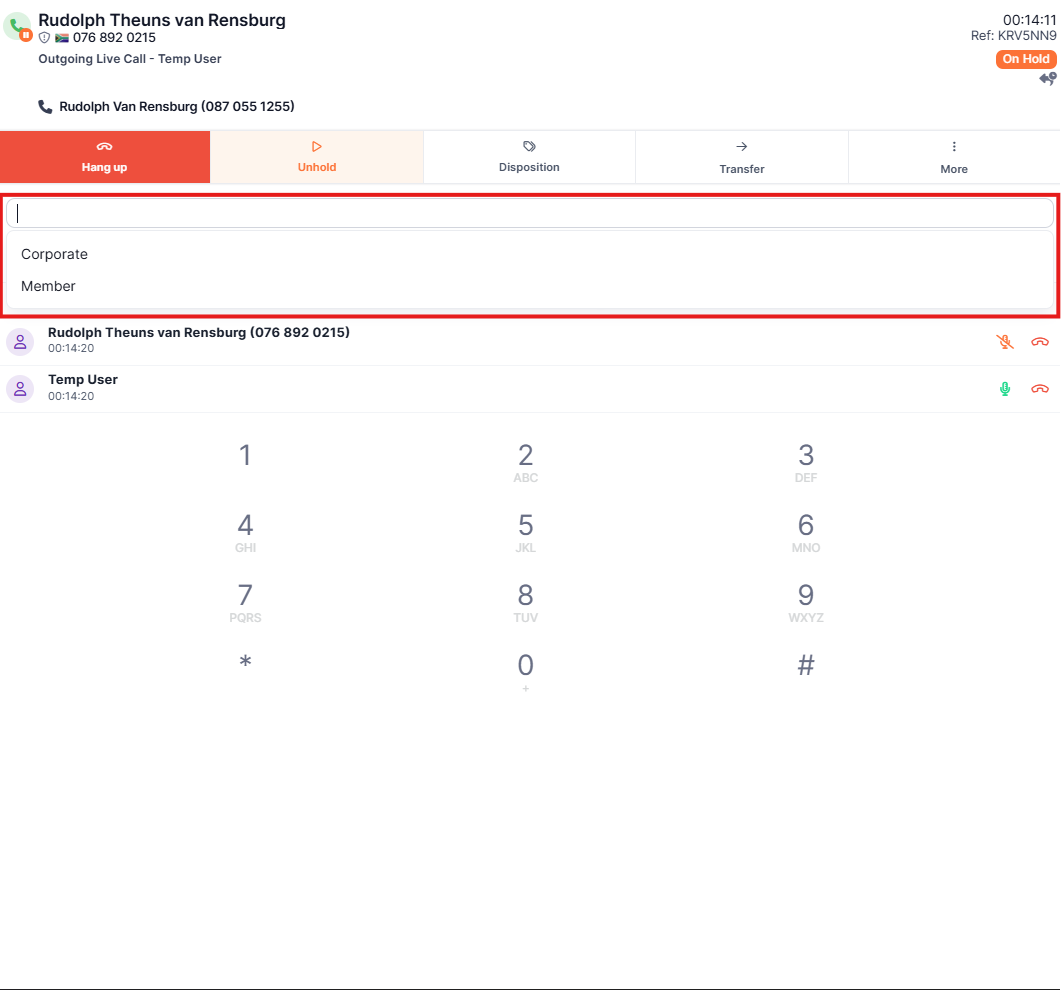 Rudolph Theuns van Rensburg
00:14:11
076 892 0215
Ref: KRV5NN9
Outgoing Live Call - Temp User
On Hold
Rudolph Van Rensburg (087 055 1255)
Hang up
Unhold
Disposition
Transfer
More
Corporate
Member
Rudolph Theuns van Rensburg (076 892 0215)
00:14:20
Temp User
00:14:20
1 2 3
ABC DEF
4 5 6
GHI JKL MNO
7 8 9
PQRS TUV WXYZ
* 0 #
+